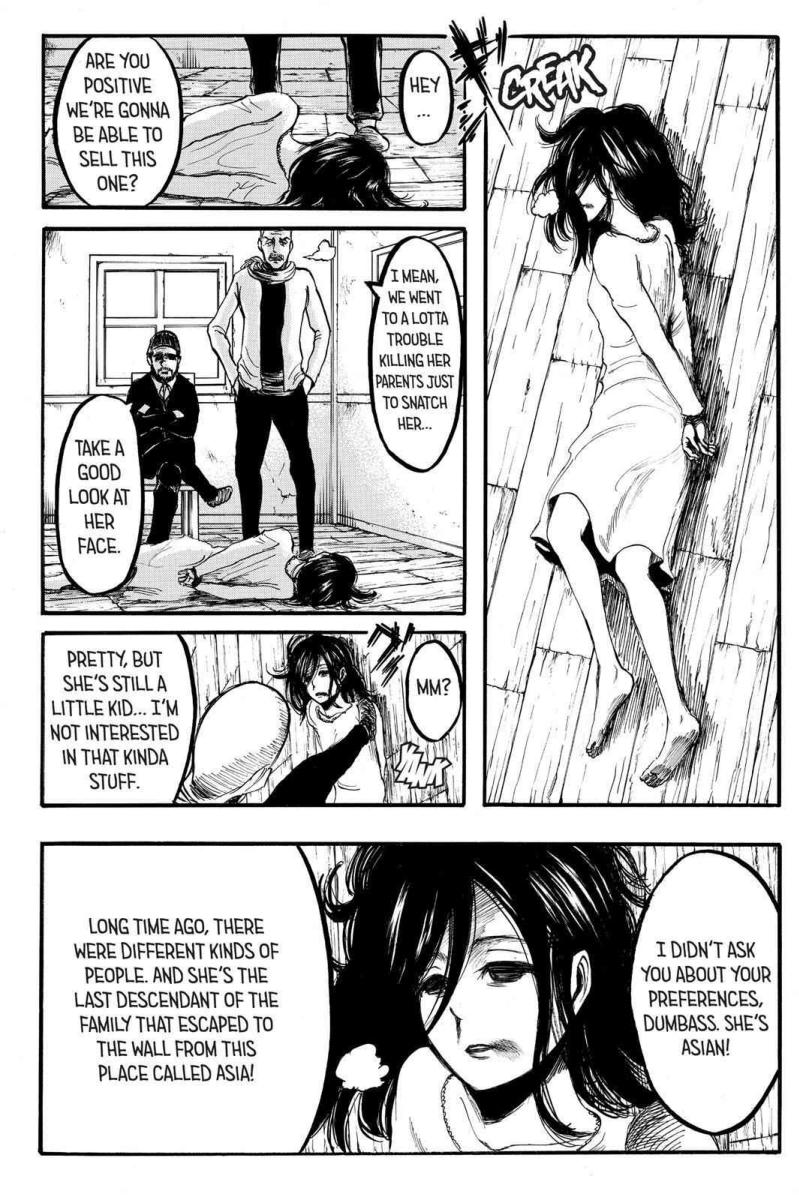 CREAK
HEY
...
ARE YOU
POSITIVE
WE'RE GONNA
BE ABLE TO
SELL THIS
ONE?
I MEAN,
WE WENT
TO A LOTTA
TROUBLE
KILLING HER
PARENTS JUST
TO SNATCH
HER...
TAKE A
GOOD
LOOK AT
HER
FACE.
MM?
PRETTY, BUT
SHE'S STILL A
LITTLE KID... I'M
NOT INTERESTED
IN THAT KINDA
STUFF.
I DIDN'T ASK
YOU ABOUT YOUR
PREFERENCES,
DUMBASS. SHE'S
ASIAN!
LONG TIME AGO, THERE
WERE DIFFERENT KINDS OF
PEOPLE. AND SHE'S THE
LAST DESCENDANT OF THE
FAMILY THAT ESCAPED TO
THE WALL FROM THIS
PLACE CALLED ASIA!